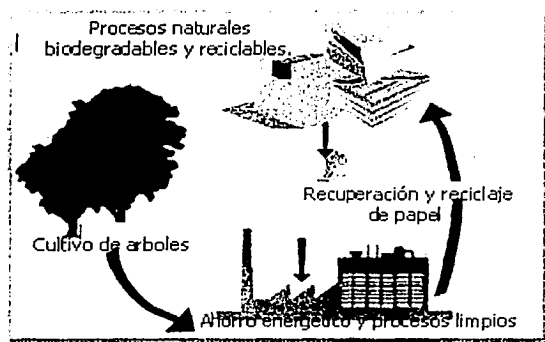 Procesos naturales
biodegradables y reciclables
Recuperación y reciclaje
de papel
Cultivo de arboles
Ahorro energético y procesos limpios